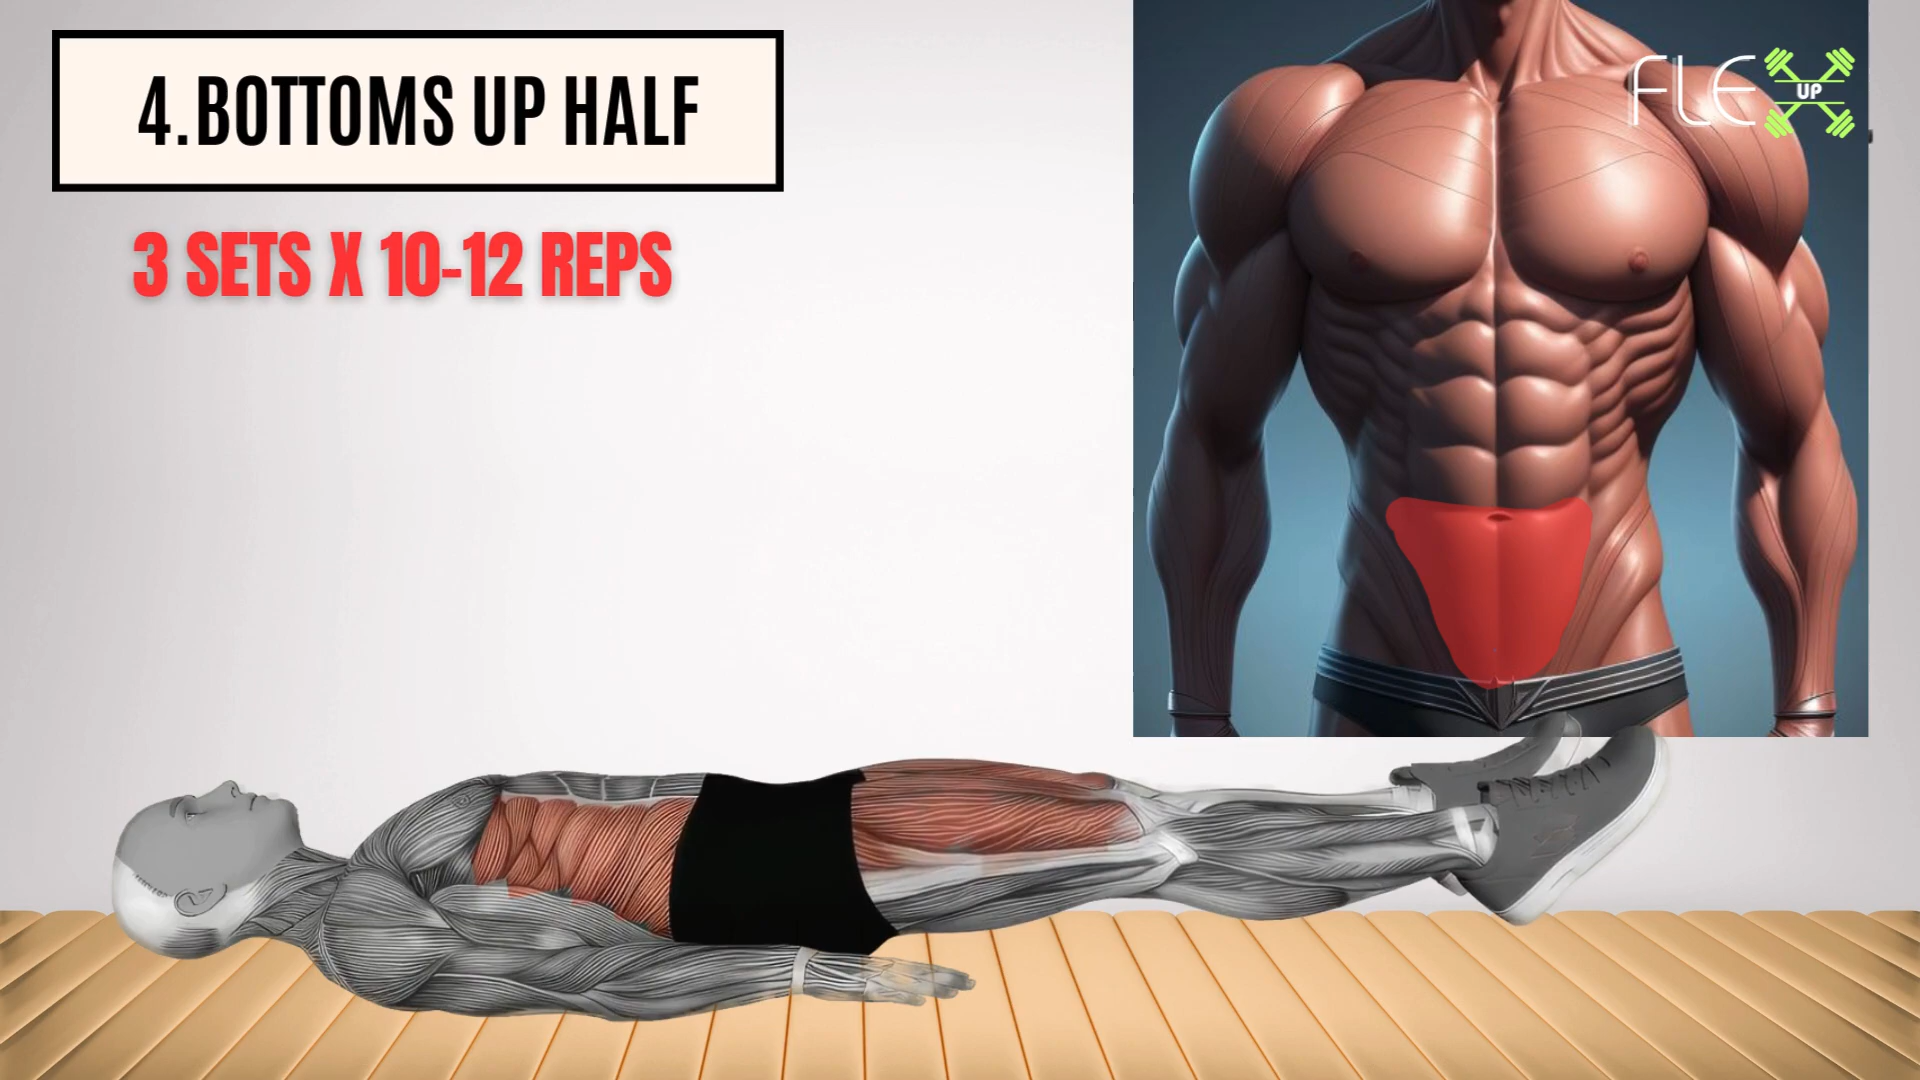 4.BOTTOMS UP HALF
3 SETS X 10-12 REPS
FLEX
UP